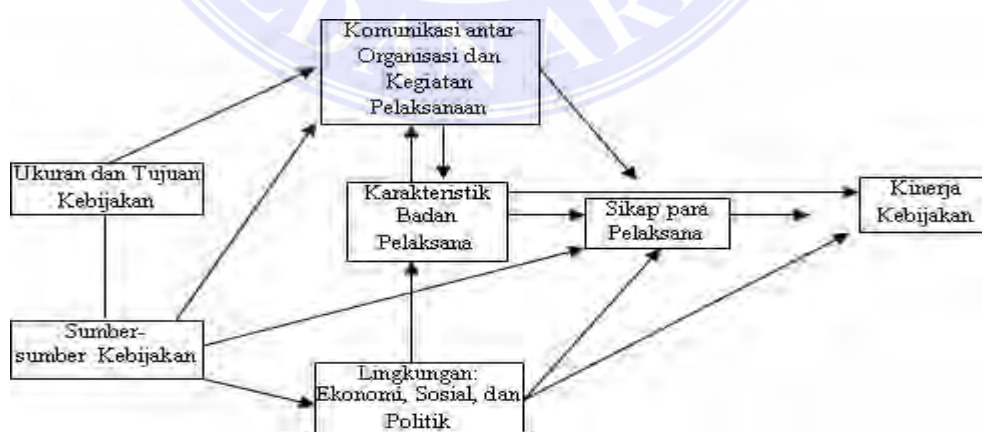 Komunikasi antar
Organisasi dan
Kegiatan
Pelaksanaan
Ukuran dan Tujuan
Kebijakan
Karakteristik
Badan
Pelaksana
Sikap para
Pelaksana
Kinerja
Kebijakan
Sumber-
sumber Kebijakan
Lingkungan:
Ekonomi, Sosial, dan
Politik